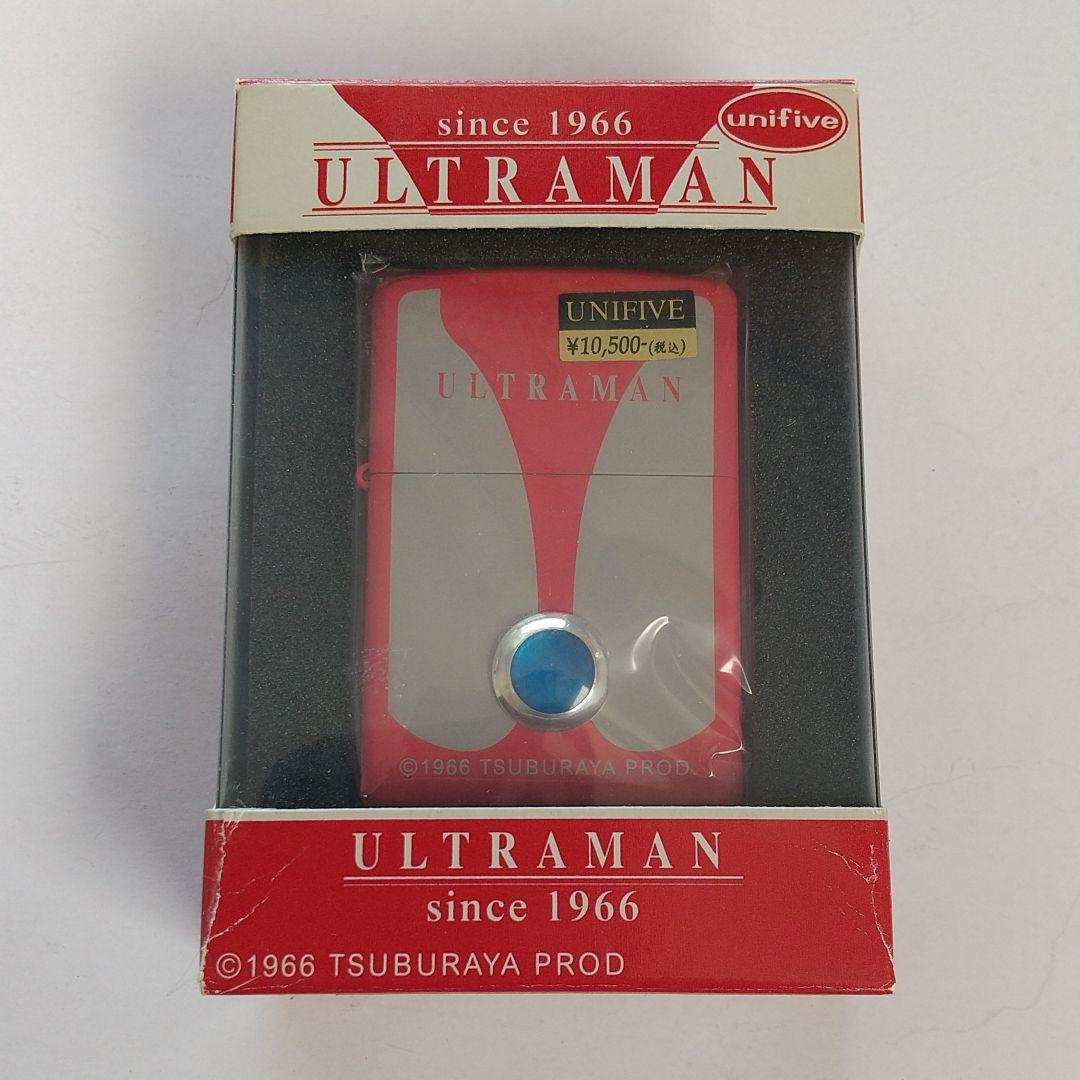 since 1966
unifive
ULTRAMAN
UNIFIVE
¥10,500-(税込)
ULTRAMAN
©1966 TSUBURAYA PROD.
ULTRAMAN
since 1966
©1966 TSUBURAYA PROD